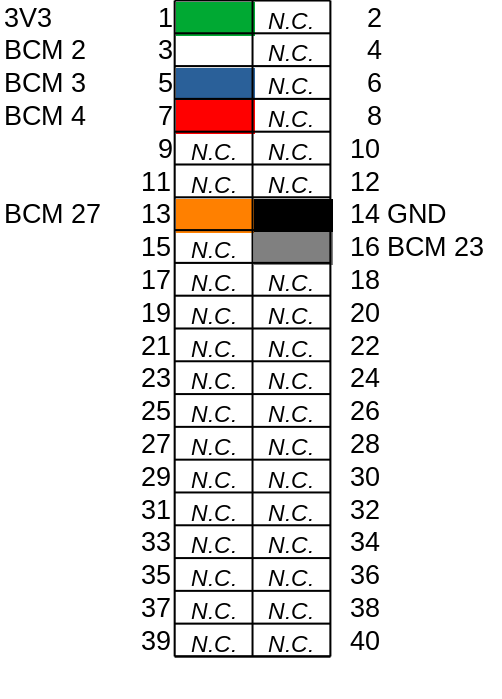 3V3 1 N.C. 2
BCM 2 3 N.C. 4
BCM 3 5 N.C. 6
BCM 4 7 N.C. 8
9 N.C. N.C. 10
11 N.C. N.C. 12
BCM 27 13 14 GND
15 N.C. 16 BCM 23
17 N.C. N.C. 18
19 N.C. N.C. 20
21 N.C. N.C. 22
23 N.C. N.C. 24
25 N.C. N.C. 26
27 N.C. N.C. 28
29 N.C. N.C. 30
31 N.C. N.C. 32
33 N.C. N.C. 34
35 N.C. N.C. 36
37 N.C. N.C. 38
39 N.C. N.C. 40